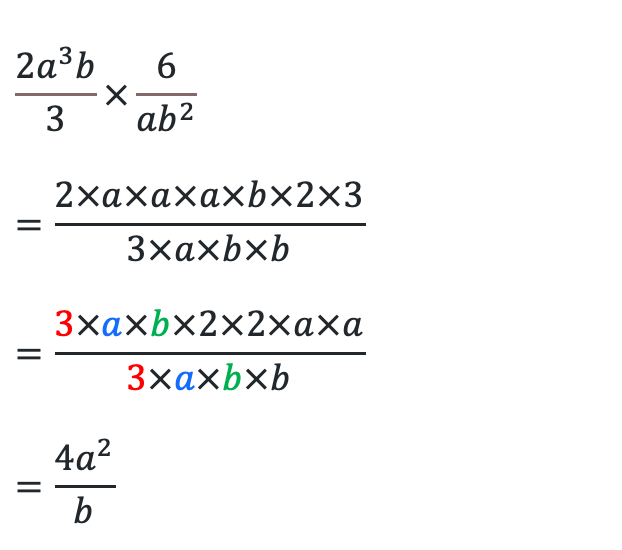 2a³b/3 × 6/ab²
= 2×a×a×a×b×2×3/3×a×b×b
= 3×a×b×2×2×a×a/3×a×b×b
= 4a²/b